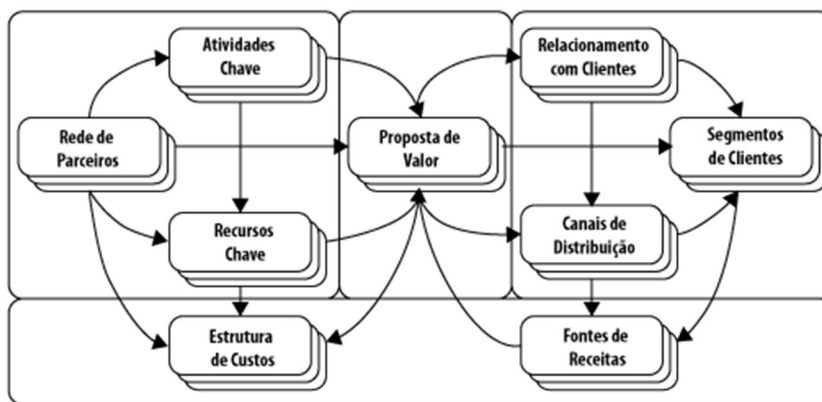 Atividades
Chave
Relacionamento
com Clientes
Rede de
Parceiros
Proposta de
Valor
Segmentos
de Clientes
Recursos
Chave
Canais de
Distribuição
Estrutura
de Custos
Fontes de
Receitas